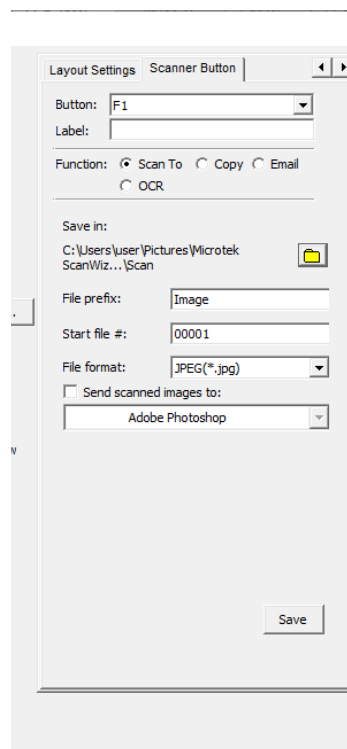 Layout Settings Scanner Button
Button: F1
Label:
Function: Scan To Copy Email
OCR
Save in:
C:\Users\user\Pictures\Microtek
ScanWiz...\Scan
File prefix: Image
Start file #: 00001
File format: JPEG(*.jpg)
Send scanned images to:
Adobe Photoshop
w
Save